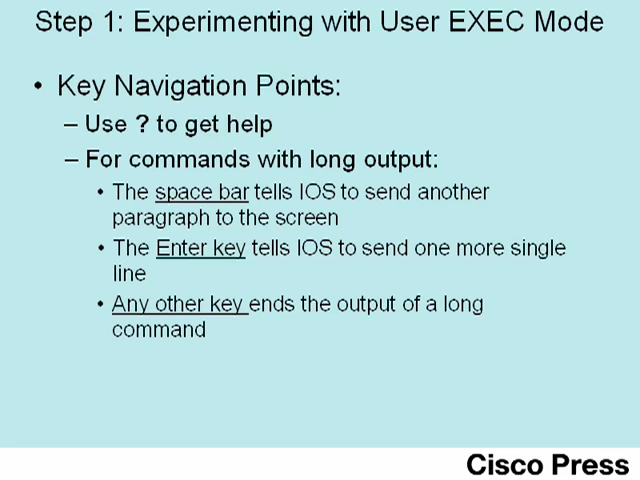 Step 1: Experimenting with User EXEC Mode
• Key Navigation Points:
– Use ? to get help
– For commands with long output:
• The space bar tells IOS to send another
paragraph to the screen
• The Enter key tells IOS to send one more single
line
• Any other key ends the output of a long
command
Cisco Press